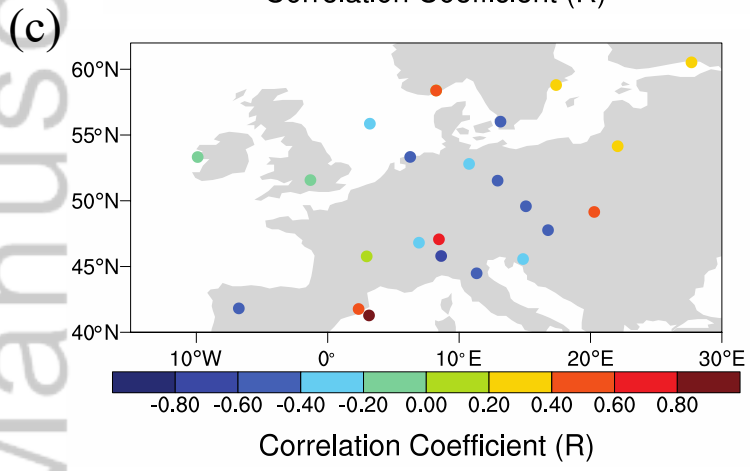 Correlation Coefficient (R)
(c)
60°N
55°N
50°N
45°N
40°N
10°W 0° 10°E 20°E 30°E
-0.80 -0.60 -0.40 -0.20 0.00 0.20 0.40 0.60 0.80
Correlation Coefficient (R)
Manus